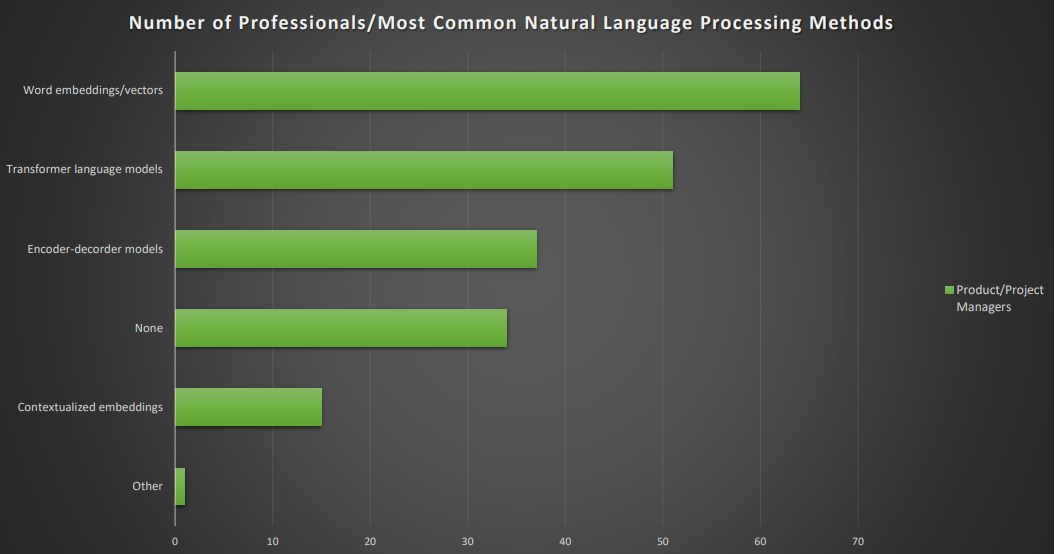 Number of Professionals/Most Common Natural Language Processing Methods
Word embeddings/vectors
Transformer language models
Encoder-decorder models
None
Contextualized embeddings
Other
0 10 20 30 40 50 60 70
Product/Project
Managers